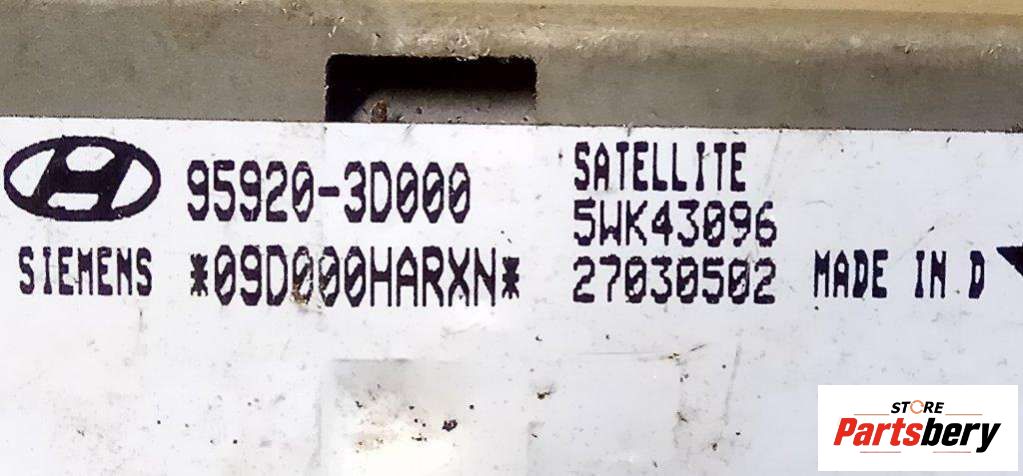 95920-3D000
SIEMENS *09D000HARXN*
SATELLITE
5WK43096
27030502 MADE IN D
STORE
Partsbery